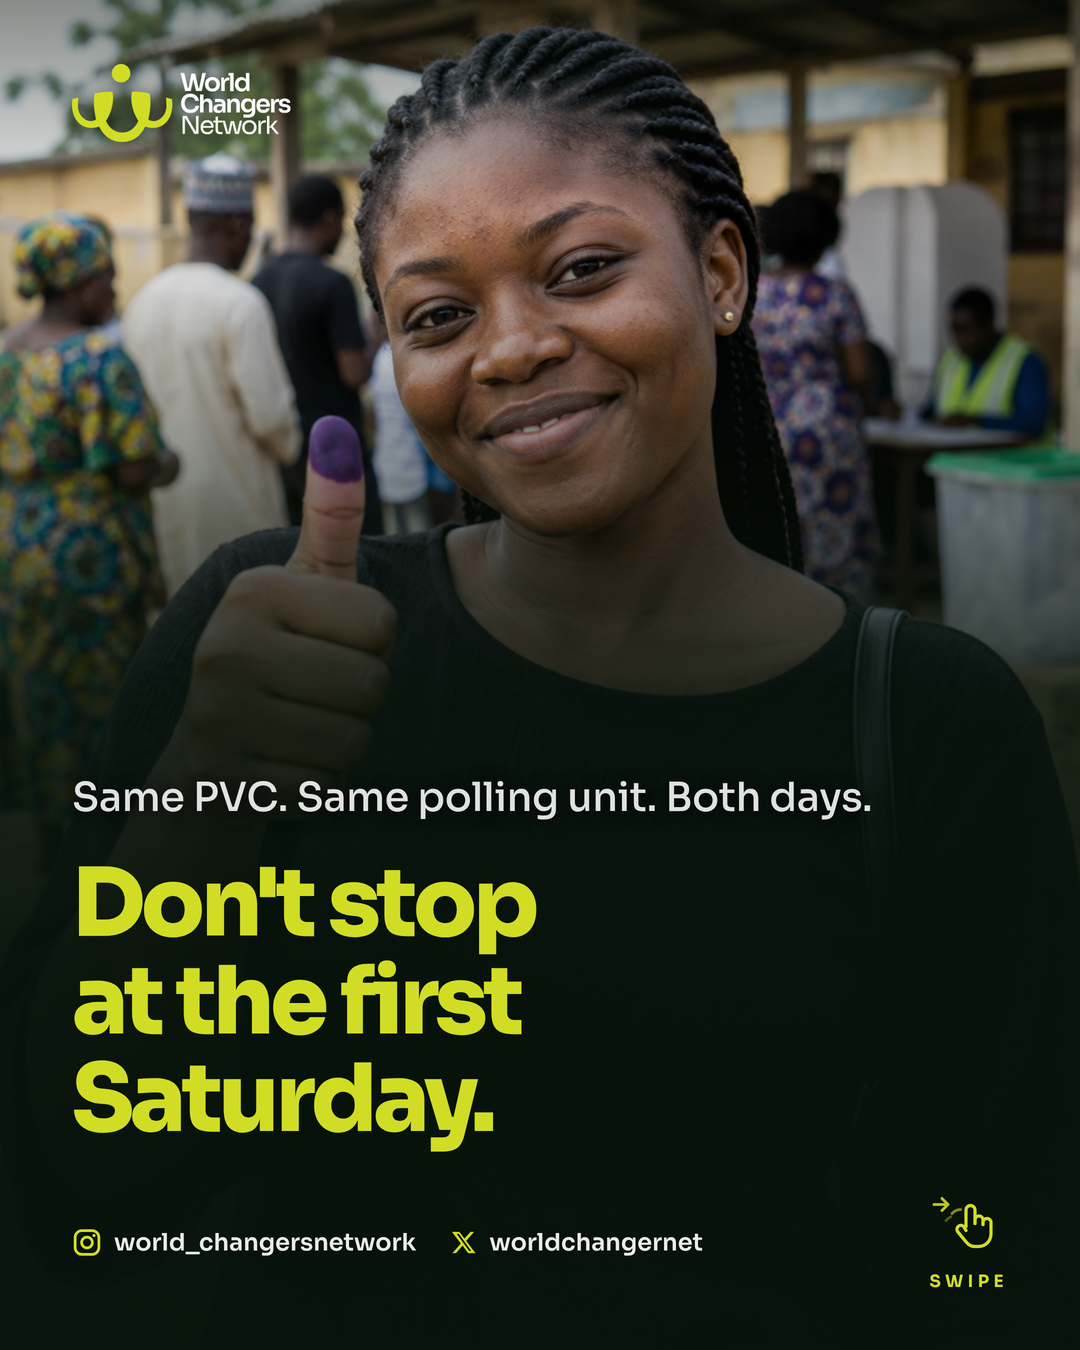 World
Changers
Network
Same PVC. Same polling unit. Both days.
Don't stop
at the first
Saturday.
world_changersnetwork
worldchangernet
SWIPE